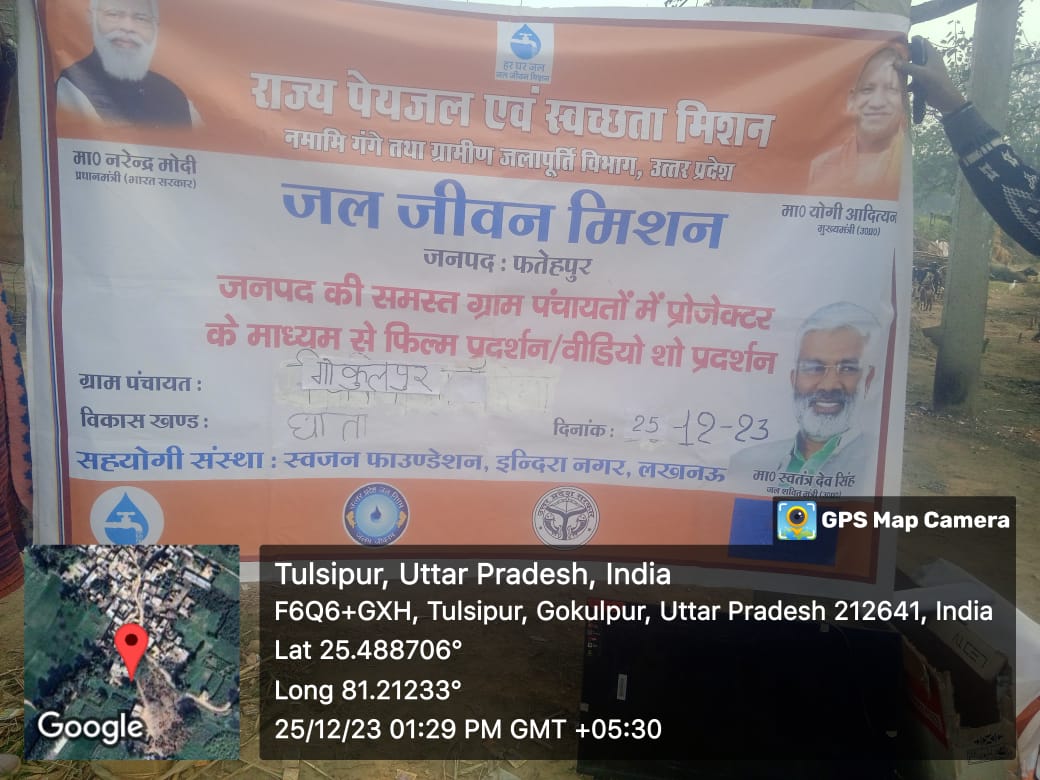 हर घर जल
जल जीवन मिशन
राज्य पेयजल एवं स्वच्छता मिशन
नमामि गंगे तथा ग्रामीण जलापूर्ति विभाग, उत्तर प्रदेश
मा0 नरेन्द्र मोदी
प्रधानमंत्री (भारत सरकार)
मा0 योगी आदित्यन
मुख्यमंत्री (उ0प्र0)
जल जीवन मिशन
जनपद : फतेहपुर
जनपद की समस्त ग्राम पंचायतों में प्रोजेक्टर
के माध्यम से फिल्म प्रदर्शन/वीडियो शो प्रदर्शन
ग्राम पंचायत : गोकुलपुर
विकास खण्ड : धाता
दिनांक : 25-12-23
सहयोगी संस्था : स्वजन फाउण्डेशन, इन्दिरा नगर, लखनऊ
मा0 स्वतंत्र देव सिंह
जल शक्ति मंत्री (उ0प्र0)
GPS Map Camera
Tulsipur, Uttar Pradesh, India
F6Q6+GXH, Tulsipur, Gokulpur, Uttar Pradesh 212641, India
Lat 25.488706°
Long 81.21233°
25/12/23 01:29 PM GMT +05:30
Google